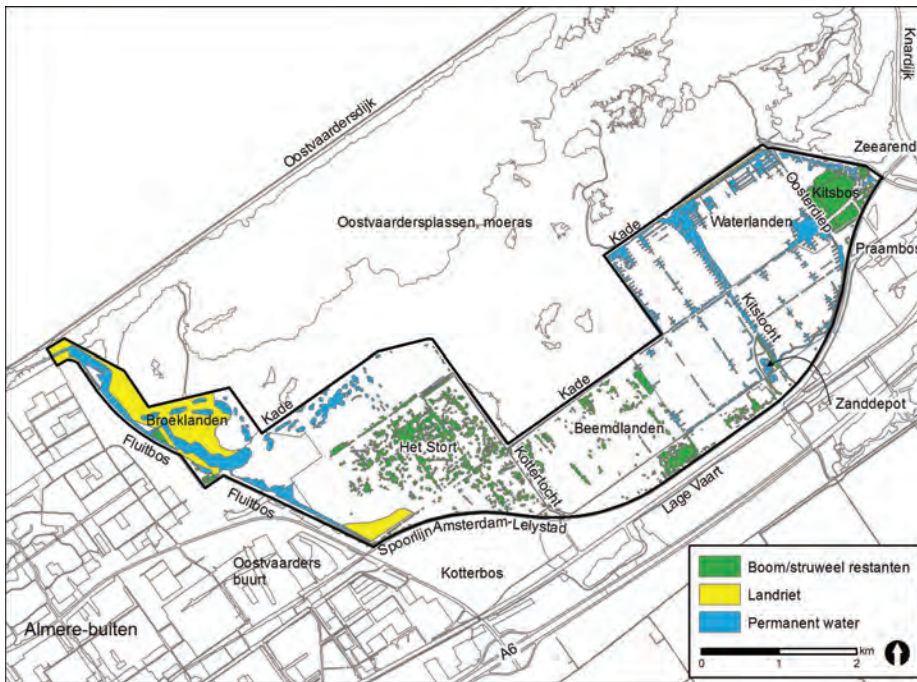 Knardijk
Oostvaardersdijk
Zeearend
Kitsbos
Oosterdiep
Oostvaardersplassen, moeras
Waterlanden
Kade
Praambos
Kitstocht
Kade
Kade
Broeklanden
Zanddepot
Beemdlanden
Het Stort
Fluitbos
Kottertocht
Fluitbos
Lage Vaart
Spoorlijn Amsterdam-Lelystad
Oostvaarders
buurt
Kotterbos
Almere-buiten
A6
Boom/struweel restanten
Landriet
Permanent water
km
0 1 2